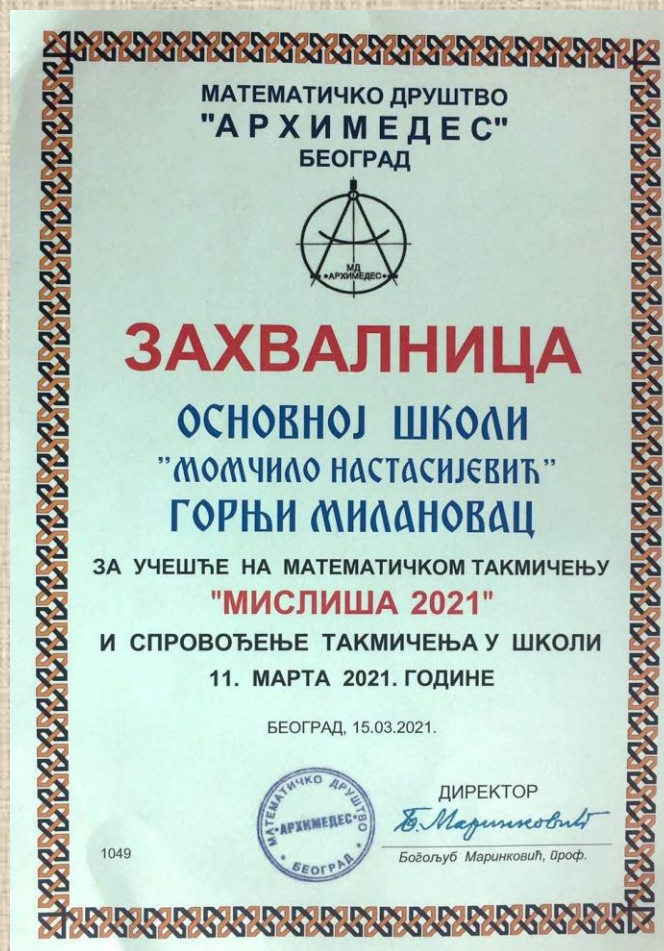 МАТЕМАТИЧКО ДРУШТВО
"АРХИМЕДЕС"
БЕОГРАД
МД
•АРХИМЕДЕС•
ЗАХВАЛНИЦА
ОСНОВНОЈ ШКОЛИ
"МОМЧИЛО НАСТАСИЈЕВИЋ"
ГОРЊИ МИЛАНОВАЦ
ЗА УЧЕШЋЕ НА МАТЕМАТИЧКОМ ТАКМИЧЕЊУ
"МИСЛИША 2021"
И СПРОВОЂЕЊЕ ТАКМИЧЕЊА У ШКОЛИ
11. МАРТА 2021. ГОДИНЕ
БЕОГРАД, 15.03.2021.
МАТЕМАТИЧКО ДРУШТВО
•АРХИМЕДЕС•
БЕОГРАД
ДИРЕКТОР
Б. Маринковић
Богољуб Маринковић, проф.
1049